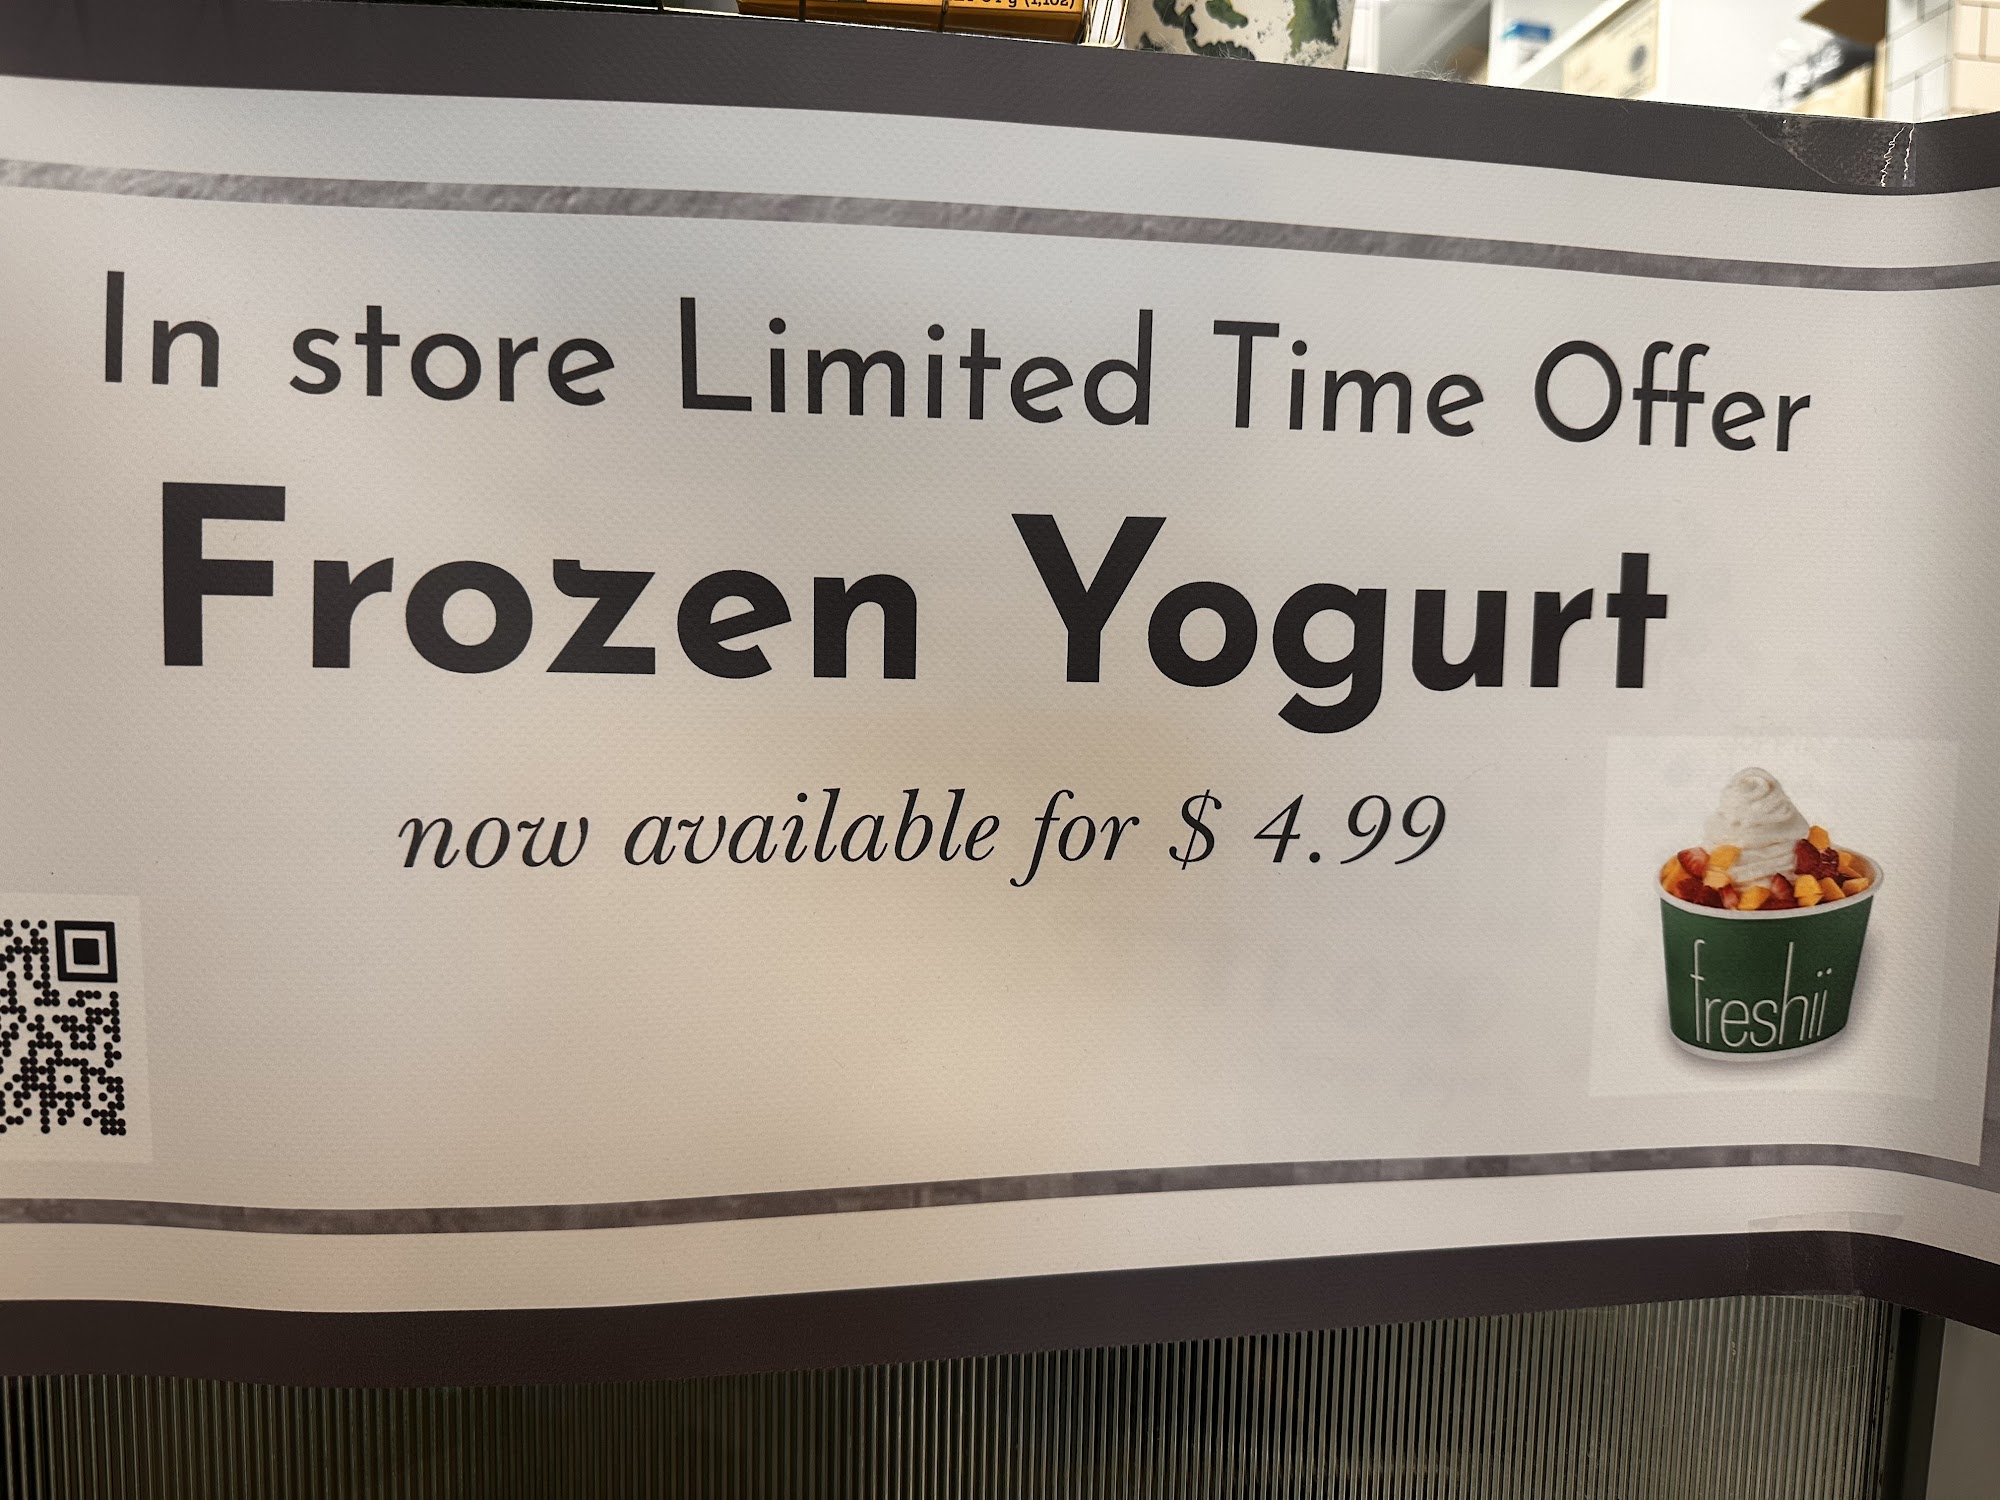 In store Limited Time Offer
Frozen Yogurt
now available for $ 4.99
freshii